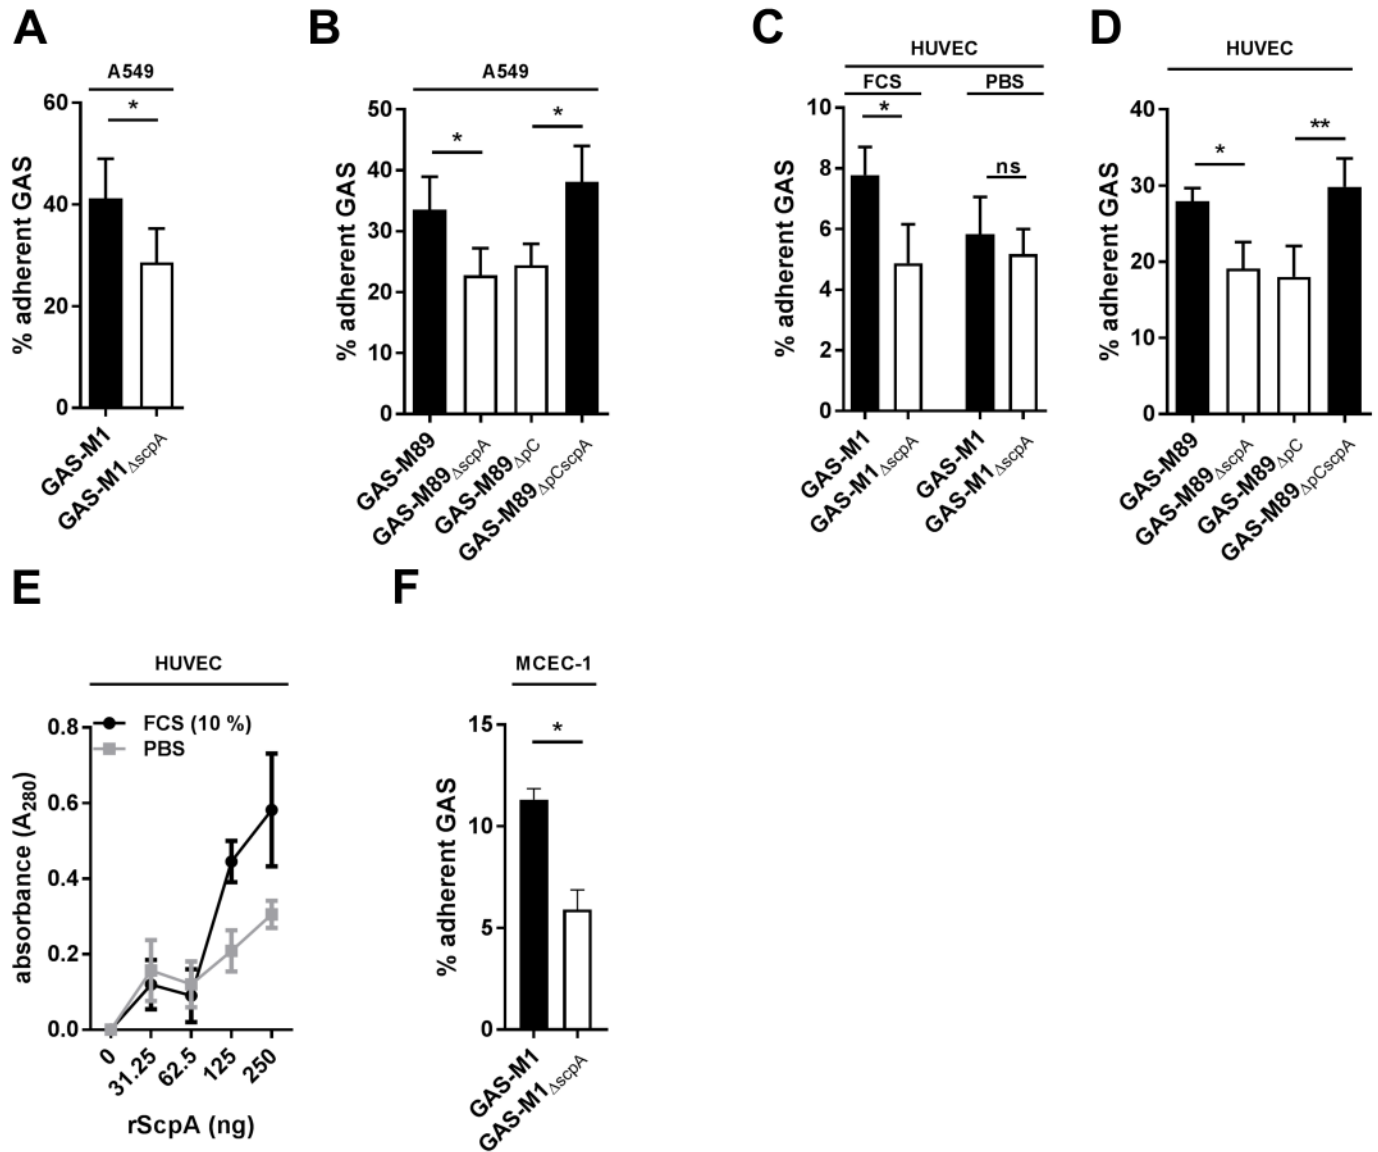 A
A549
*
% adherent GAS
60
40
20
0
GAS-M1
GAS-M1ΔscpA
B
A549
*
*
% adherent GAS
50
40
30
20
10
0
GAS-M89
GAS-M89ΔscpA
GAS-M89ΔpC
GAS-M89ΔpCscpA
C
HUVEC
FCS
PBS
*
ns
% adherent GAS
10
8
6
4
2
0
GAS-M1
GAS-M1ΔscpA
GAS-M1
GAS-M1ΔscpA
D
HUVEC
*
**
% adherent GAS
40
30
20
10
0
GAS-M89
GAS-M89ΔscpA
GAS-M89ΔpC
GAS-M89ΔpCscpA
E
HUVEC
FCS (10 %)
PBS
absorbance (A280)
0.8
0.6
0.4
0.2
0.0
0
31.25
62.5
125
250
rScpA (ng)
F
MCEC-1
*
% adherent GAS
15
10
5
0
GAS-M1
GAS-M1ΔscpA